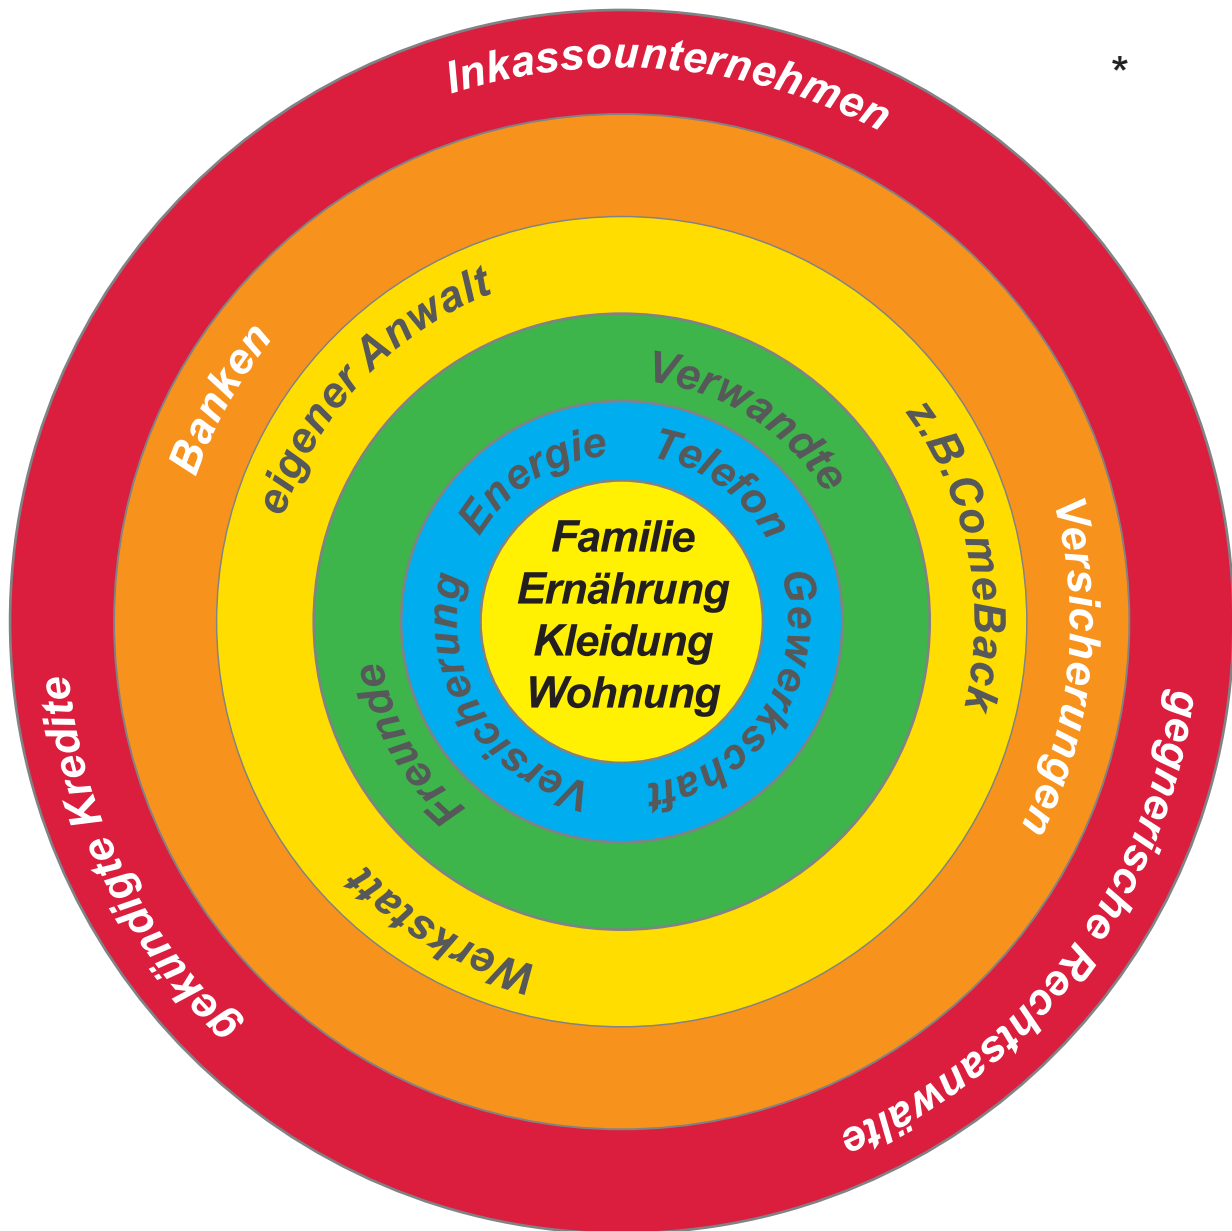 Inkassounternehmen
*
gegnerische Rechtsanwälte
gekündigte Kredite
Banken
Versicherungen
eigener Anwalt
z.B.ComeBack
Werkstatt
Verwandte
Freunde
Energie
Telefon
Gewerkschaft
Versicherung
Familie
Ernährung
Kleidung
Wohnung